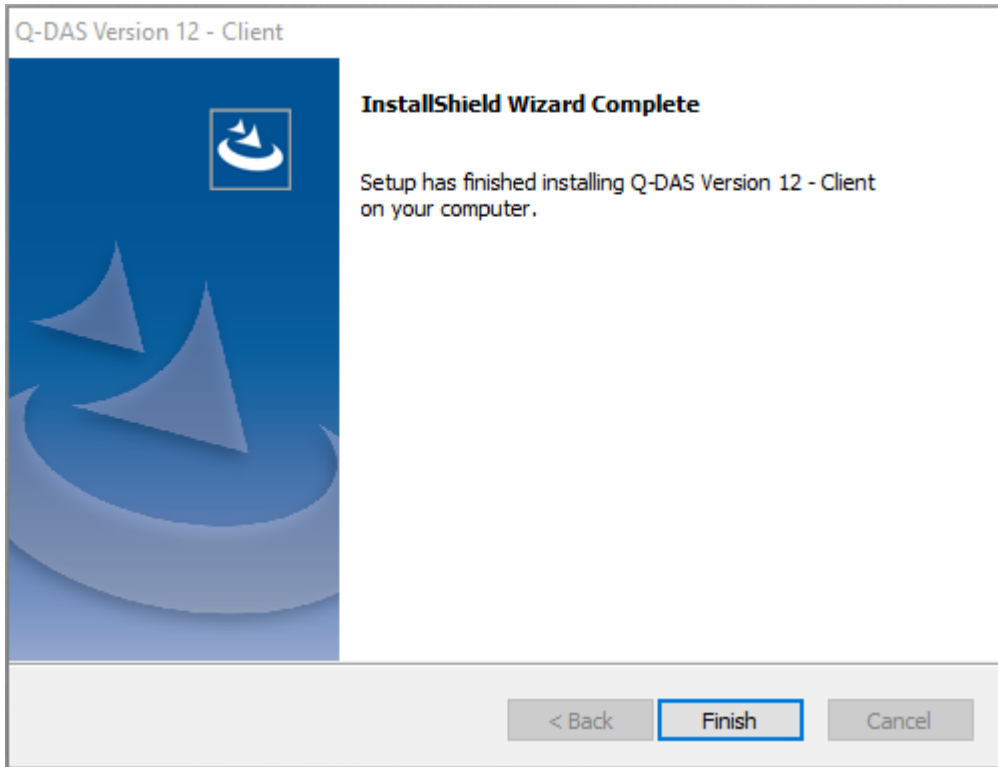 Q-DAS Version 12 - Client
InstallShield Wizard Complete
Setup has finished installing Q-DAS Version 12 - Client
on your computer.
< Back
Finish
Cancel